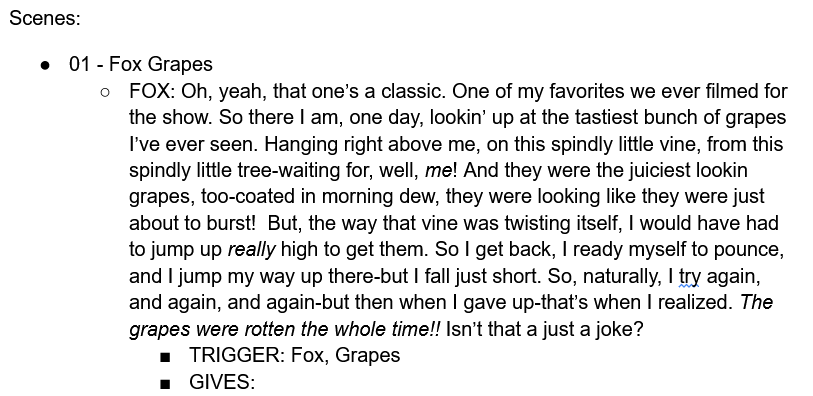 Scenes:
● 01 - Fox Grapes
○ FOX: Oh, yeah, that one’s a classic. One of my favorites we ever filmed for
the show. So there I am, one day, lookin’ up at the tastiest bunch of grapes
I’ve ever seen. Hanging right above me, on this spindly little vine, from this
spindly little tree-waiting for, well, me! And they were the juiciest lookin
grapes, too-coated in morning dew, they were looking like they were just
about to burst!  But, the way that vine was twisting itself, I would have had
to jump up really high to get them. So I get back, I ready myself to pounce,
and I jump my way up there-but I fall just short. So, naturally, I try again,
and again, and again-but then when I gave up-that’s when I realized. The
grapes were rotten the whole time!! Isn’t that a just a joke?
■ TRIGGER: Fox, Grapes
■ GIVES: